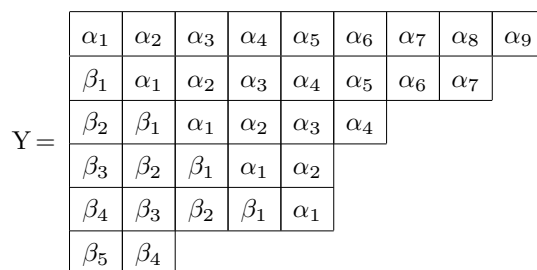 α₁ α₂ α₃ α₄ α₅ α₆ α₇ α₈ α₉
β₁ α₁ α₂ α₃ α₄ α₅ α₆ α₇
β₂ β₁ α₁ α₂ α₃ α₄
Y = β₃ β₂ β₁ α₁ α₂
β₄ β₃ β₂ β₁ α₁
β₅ β₄